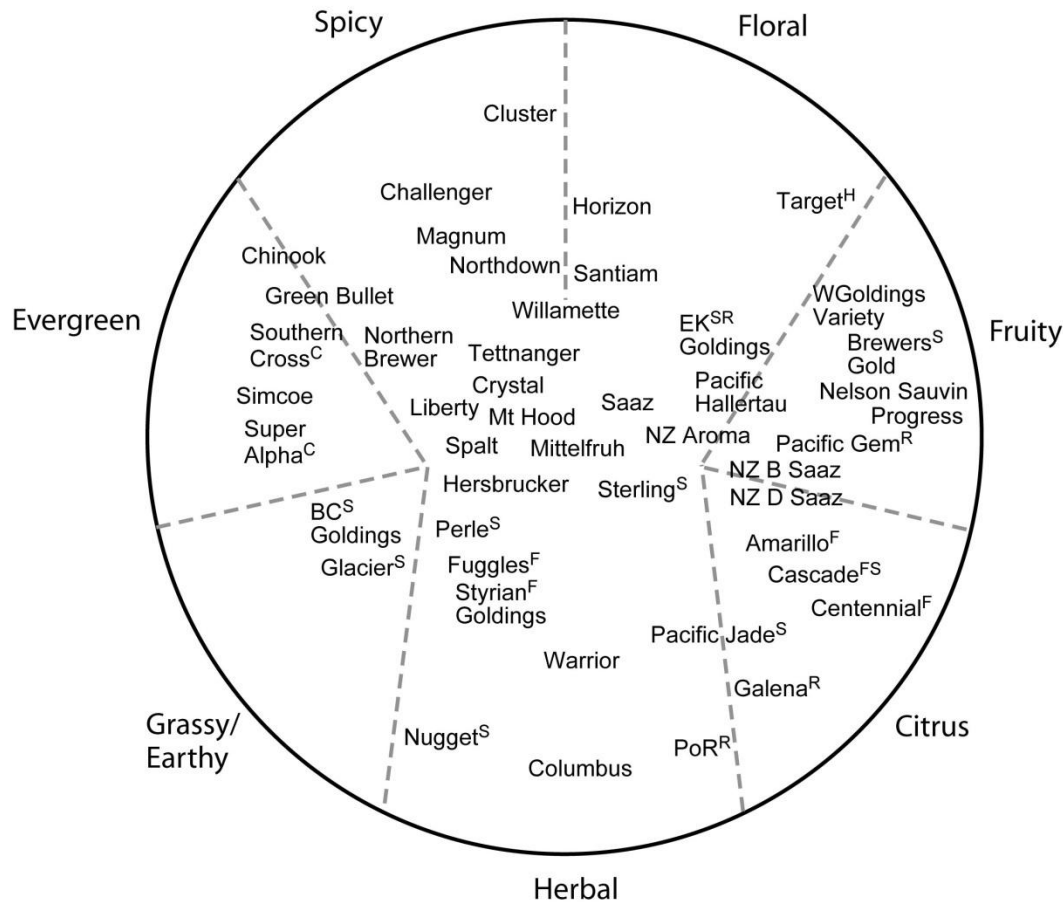 Spicy
Floral
Cluster
Challenger
Target^H
Horizon
Magnum
Chinook
Northdown
Santiam
Green Bullet
WGoldings
Variety
Willamette
Evergreen
EK^SR
Goldings
Fruity
Southern
Cross^C
Northern
Brewer
Brewers^S
Gold
Tettnanger
Crystal
Pacific
Hallertau
Nelson Sauvin
Simcoe
Liberty
Mt Hood
Saaz
Progress
Super
Alpha^C
Spalt
Mittelfruh
NZ Aroma
Pacific Gem^R
NZ B Saaz
Hersbrucker
Sterling^S
NZ D Saaz
BC^S
Goldings
Perle^S
Amarillo^F
Glacier^S
Fuggles^F
Cascade^FS
Styrian^F
Goldings
Centennial^F
Pacific Jade^S
Warrior
Galena^R
Grassy/
Earthy
Citrus
Nugget^S
PoR^R
Columbus
Herbal